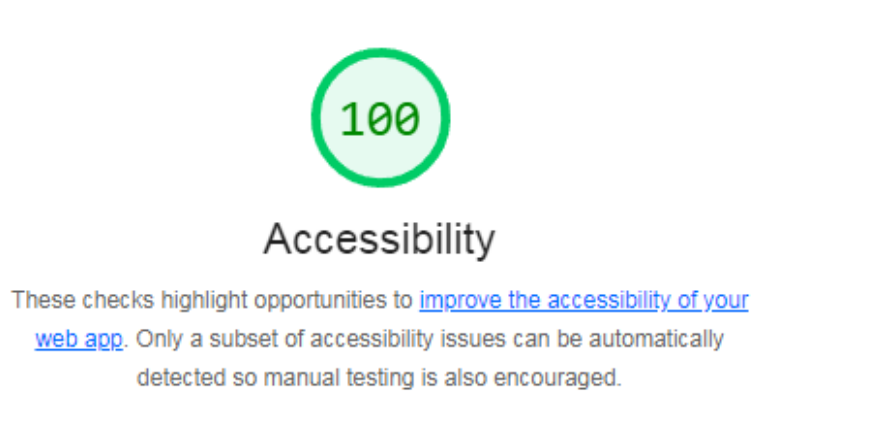 100
Accessibility
These checks highlight opportunities to improve the accessibility of your
web app. Only a subset of accessibility issues can be automatically
detected so manual testing is also encouraged.